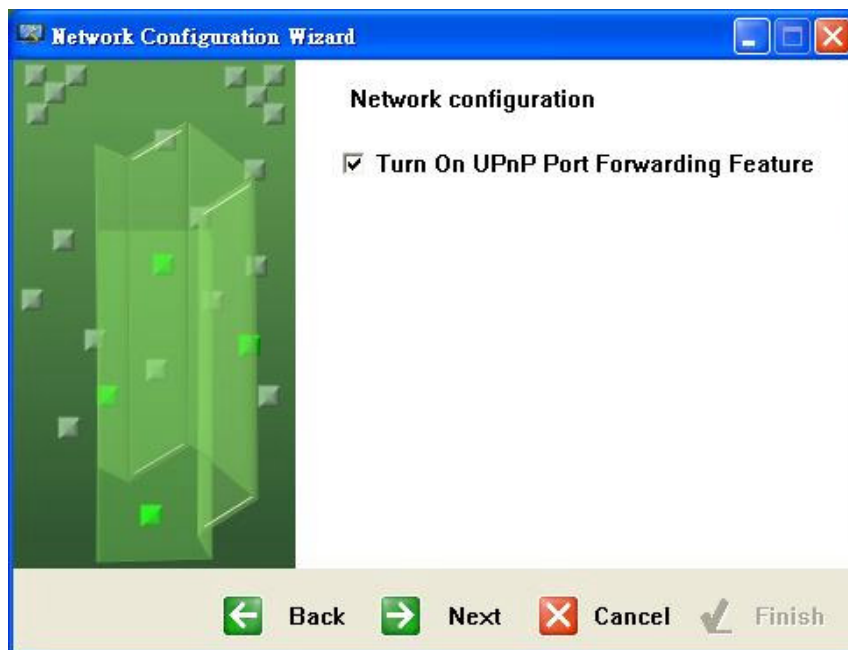 Network Configuration Wizard
Network configuration
Turn On UPnP Port Forwarding Feature
Back Next Cancel Finish